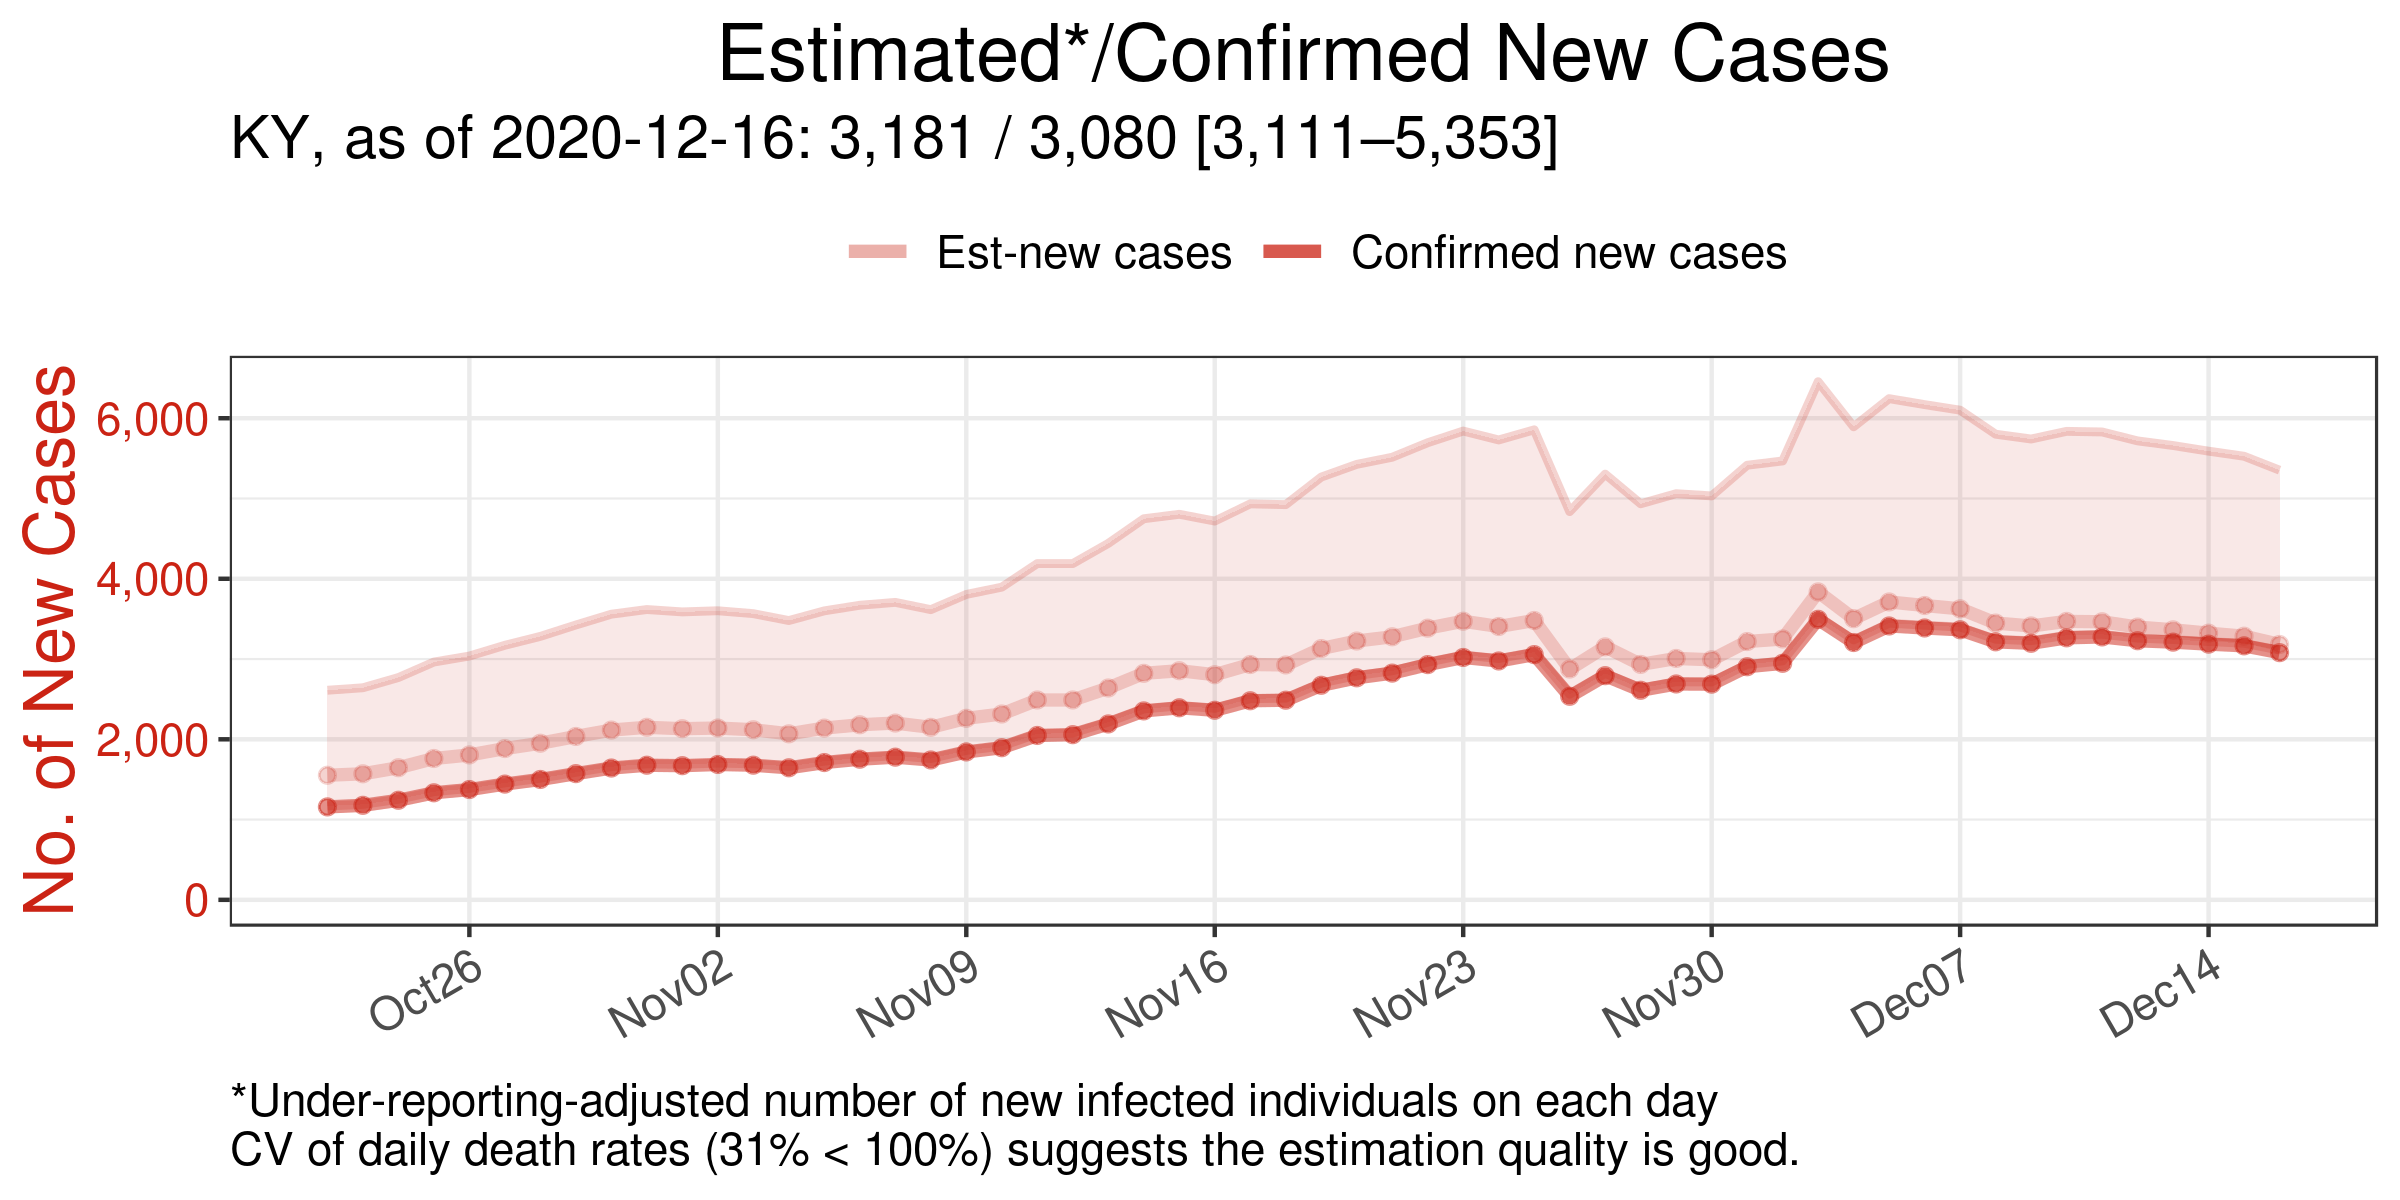 Estimated*/Confirmed New Cases
KY, as of 2020-12-16: 3,181 / 3,080 [3,111–5,353]
Est-new cases
Confirmed new cases
No. of New Cases
6,000
4,000
2,000
0
Oct26
Nov02
Nov09
Nov16
Nov23
Nov30
Dec07
Dec14
*Under-reporting-adjusted number of new infected individuals on each day
CV of daily death rates (31% < 100%) suggests the estimation quality is good.